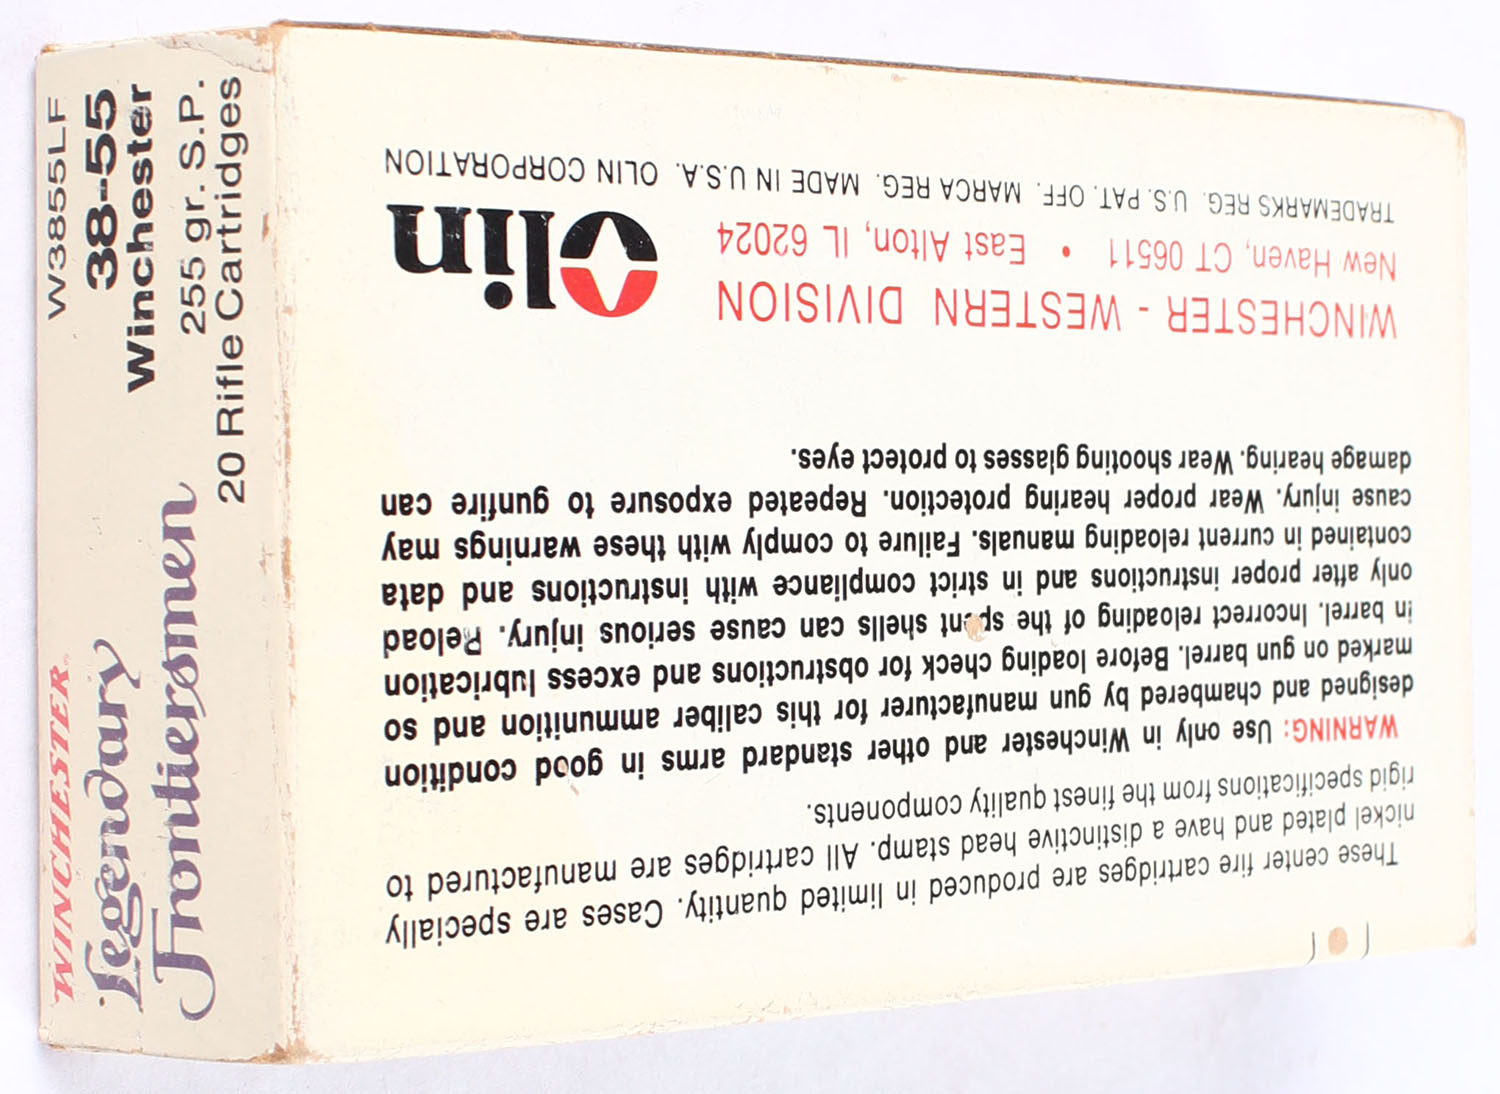 WINCHESTER®
Legendary
Frontiersmen
W3855LF
38-55
Winchester
255 gr. S.P.
20 Rifle Cartridges
These center fire cartridges are produced in limited quantity. Cases are specially
nickel plated and have a distinctive head stamp. All cartridges are manufactured to
rigid specifications from the finest quality components.
WARNING: Use only in Winchester and other standard arms in good condition
designed and chambered by gun manufacturer for this caliber ammunition and so
marked on gun barrel. Before loading check for obstructions and excess lubrication
in barrel. Incorrect reloading of the spent shells can cause serious injury. Reload
only after proper instructions and in strict compliance with instructions and data
contained in current reloading manuals. Failure to comply with these warnings may
cause injury. Wear proper hearing protection. Repeated exposure to gunfire can
damage hearing. Wear shooting glasses to protect eyes.
WINCHESTER - WESTERN DIVISION
New Haven, CT 06511 • East Alton, IL 62024
Olin
TRADEMARKS REG. U.S. PAT. OFF. MARCA REG. MADE IN U.S.A. OLIN CORPORATION